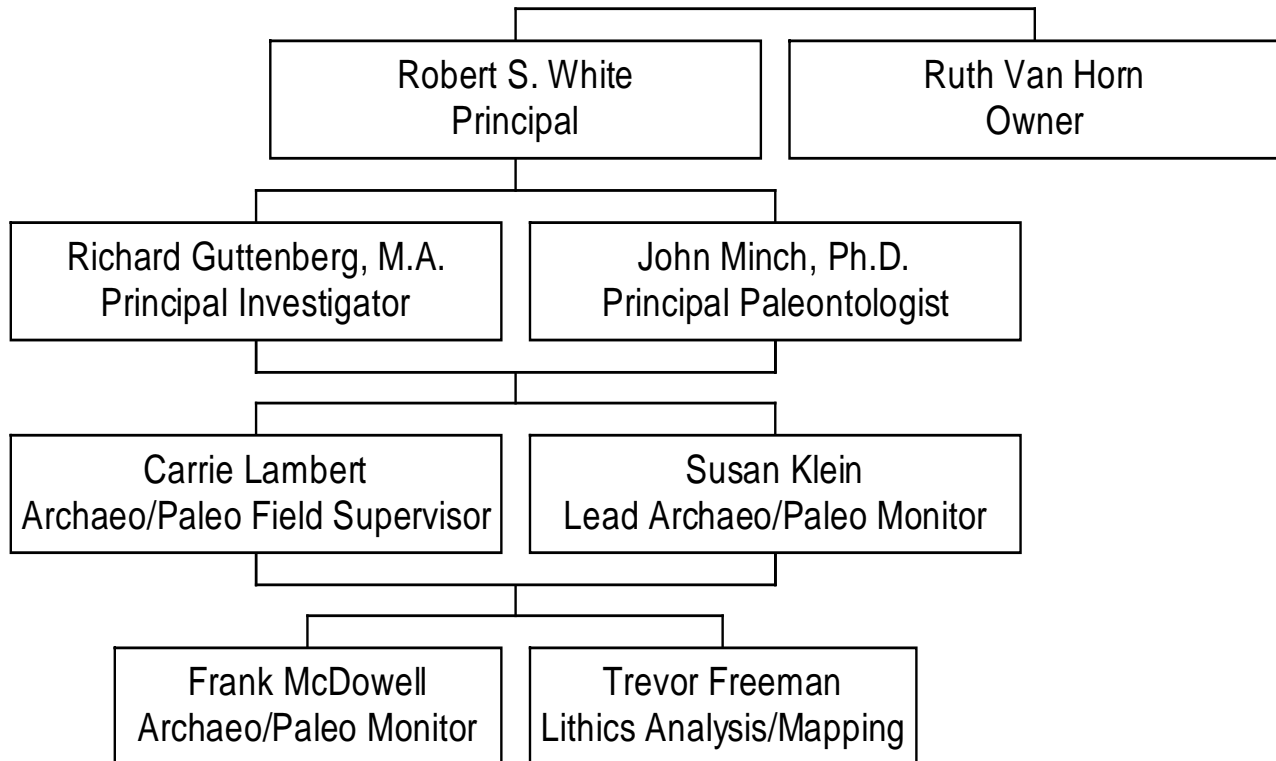 Robert S. White
Principal
Ruth Van Horn
Owner
Richard Guttenberg, M.A.
Principal Investigator
John Minch, Ph.D.
Principal Paleontologist
Carrie Lambert
Archaeo/Paleo Field Supervisor
Susan Klein
Lead Archaeo/Paleo Monitor
Frank McDowell
Archaeo/Paleo Monitor
Trevor Freeman
Lithics Analysis/Mapping